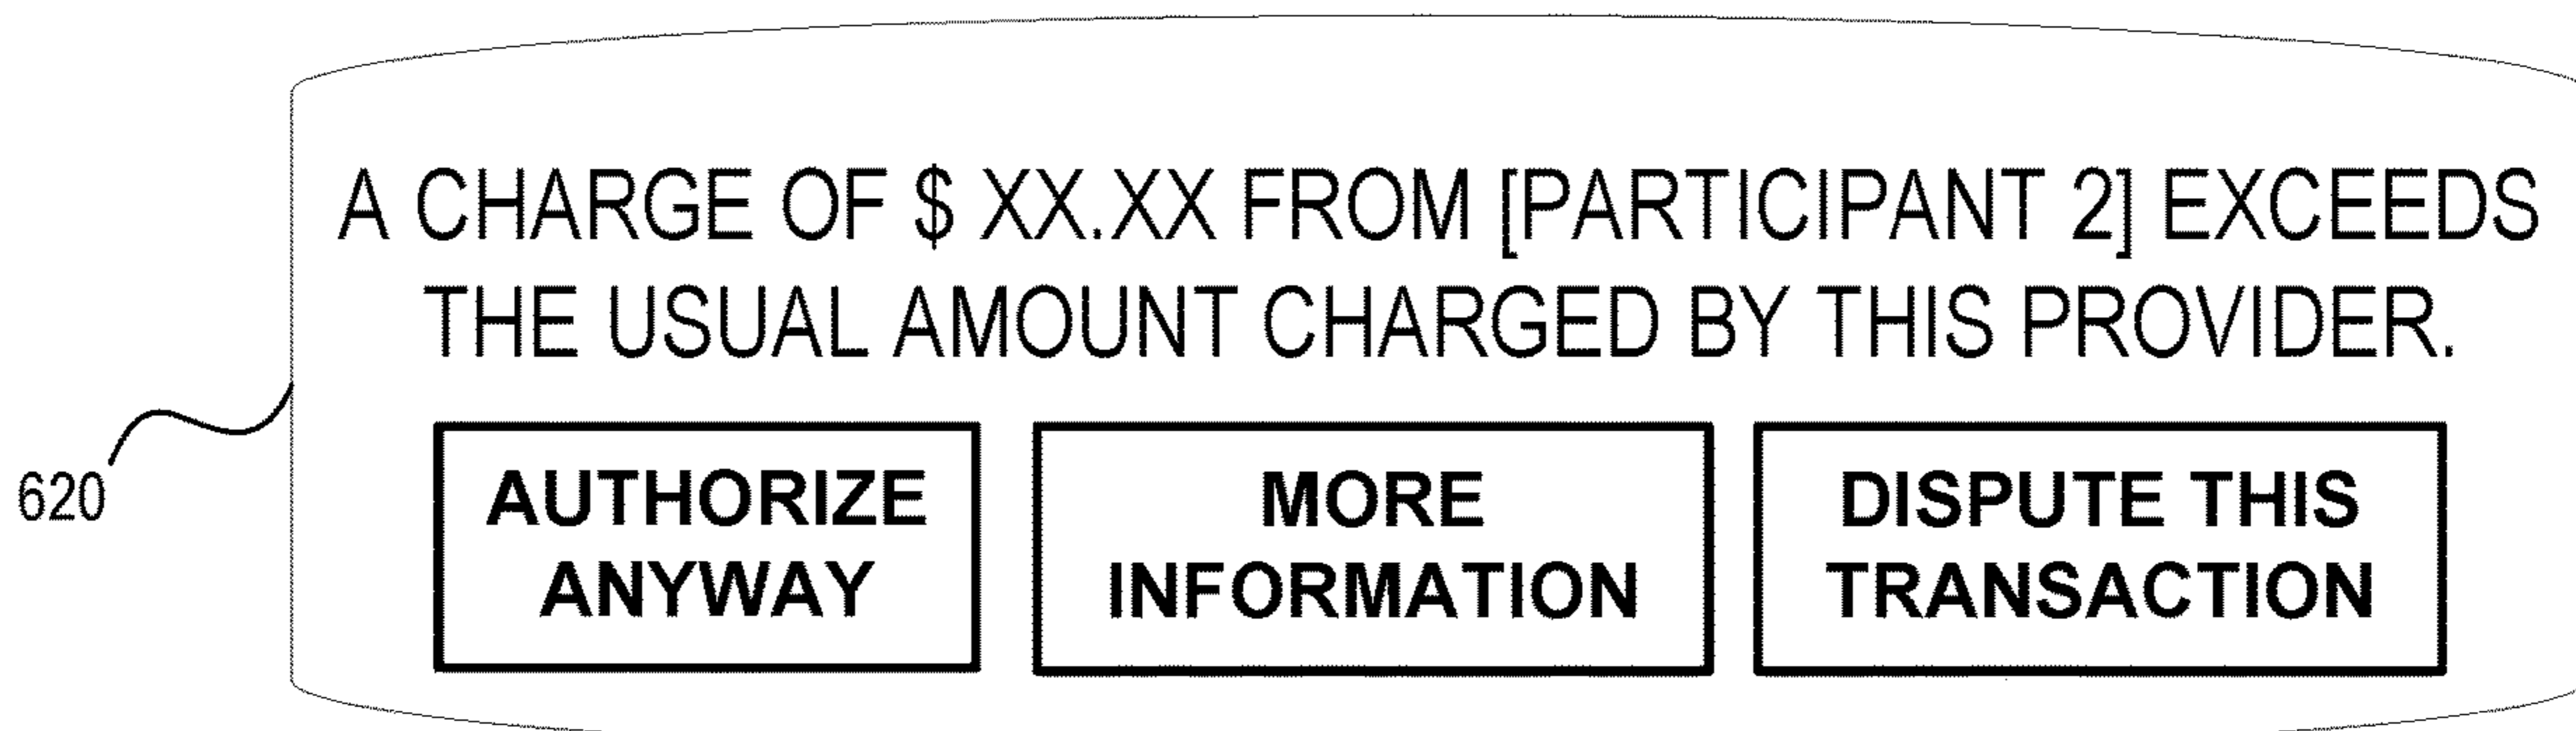 A CHARGE OF $ XX.XX FROM [PARTICIPANT 2] EXCEEDS
THE USUAL AMOUNT CHARGED BY THIS PROVIDER.
620
AUTHORIZE
ANYWAY
MORE
INFORMATION
DISPUTE THIS
TRANSACTION